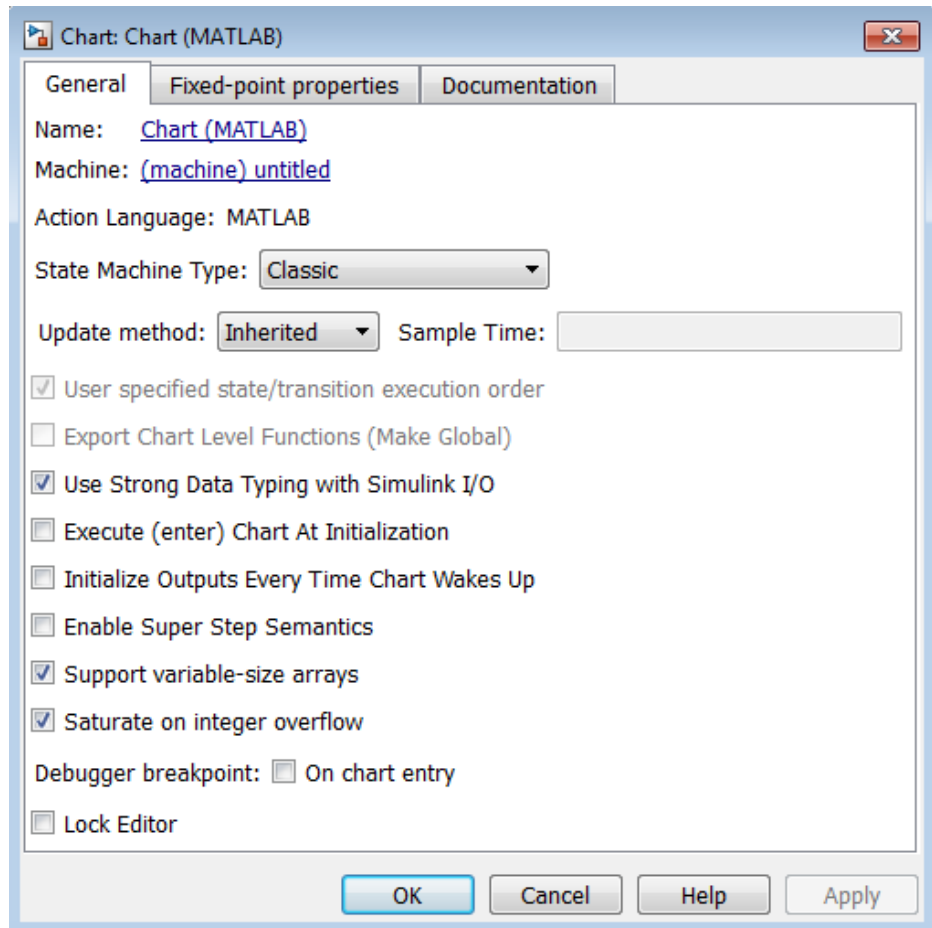 Chart: Chart (MATLAB)
General Fixed-point properties Documentation
Name: Chart (MATLAB)
Machine: (machine) untitled
Action Language: MATLAB
State Machine Type: Classic
Update method: Inherited Sample Time:
User specified state/transition execution order
Export Chart Level Functions (Make Global)
Use Strong Data Typing with Simulink I/O
Execute (enter) Chart At Initialization
Initialize Outputs Every Time Chart Wakes Up
Enable Super Step Semantics
Support variable-size arrays
Saturate on integer overflow
Debugger breakpoint: On chart entry
Lock Editor
OK Cancel Help Apply